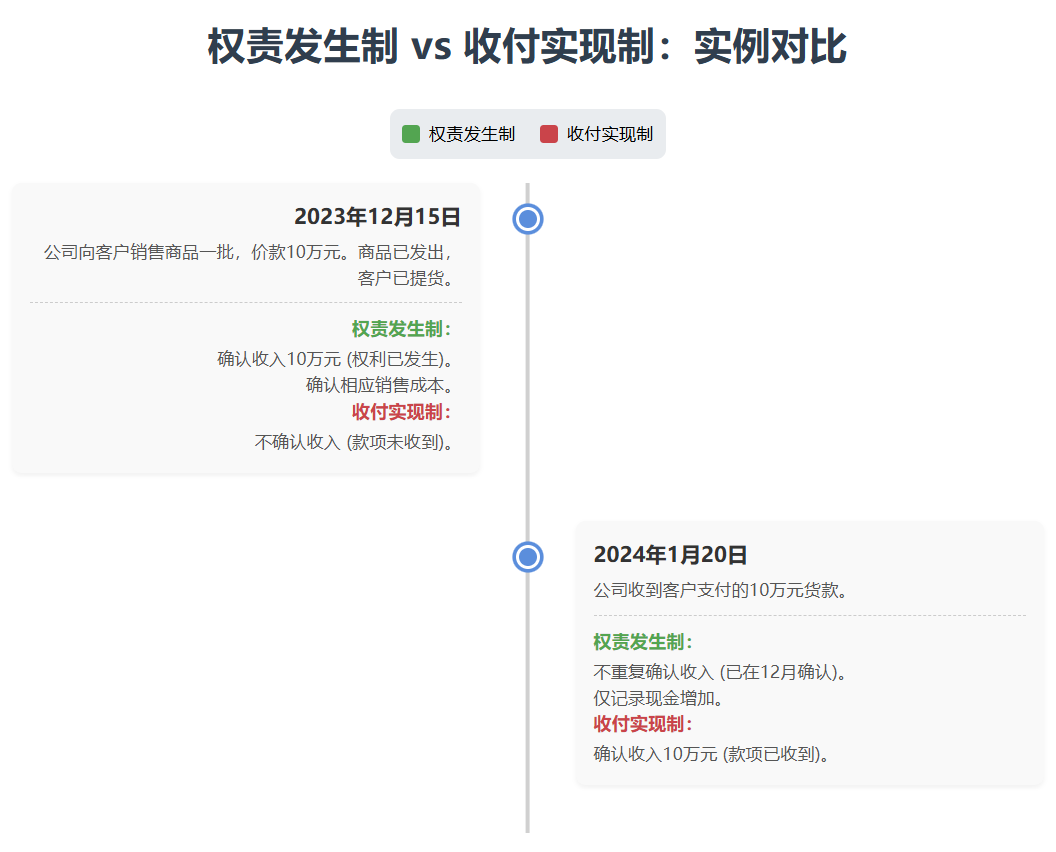 权责发生制 vs 收付实现制：实例对比
权责发生制
收付实现制
2023年12月15日
公司向客户销售商品一批，价款10万元。商品已发出，
客户已提货。
权责发生制：
确认收入10万元 (权利已发生)。
确认相应销售成本。
收付实现制：
不确认收入 (款项未收到)。
2024年1月20日
公司收到客户支付的10万元货款。
权责发生制：
不重复确认收入 (已在12月确认)。
仅记录现金增加。
收付实现制：
确认收入10万元 (款项已收到)。